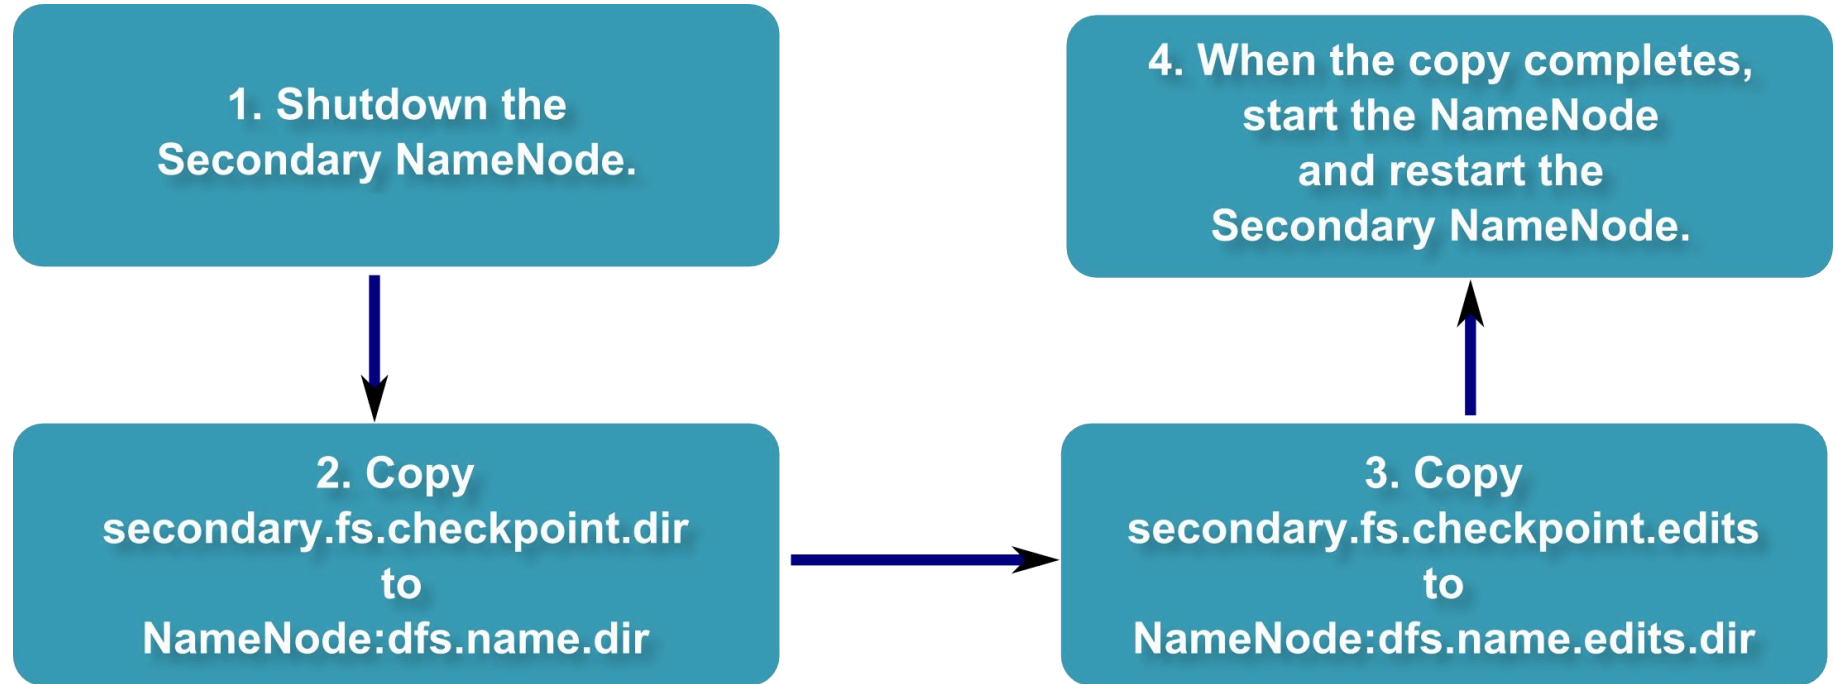 1. Shutdown the
Secondary NameNode.
2. Copy
secondary.fs.checkpoint.dir
to
NameNode:dfs.name.dir
3. Copy
secondary.fs.checkpoint.edits
to
NameNode:dfs.name.edits.dir
4. When the copy completes,
start the NameNode
and restart the
Secondary NameNode.